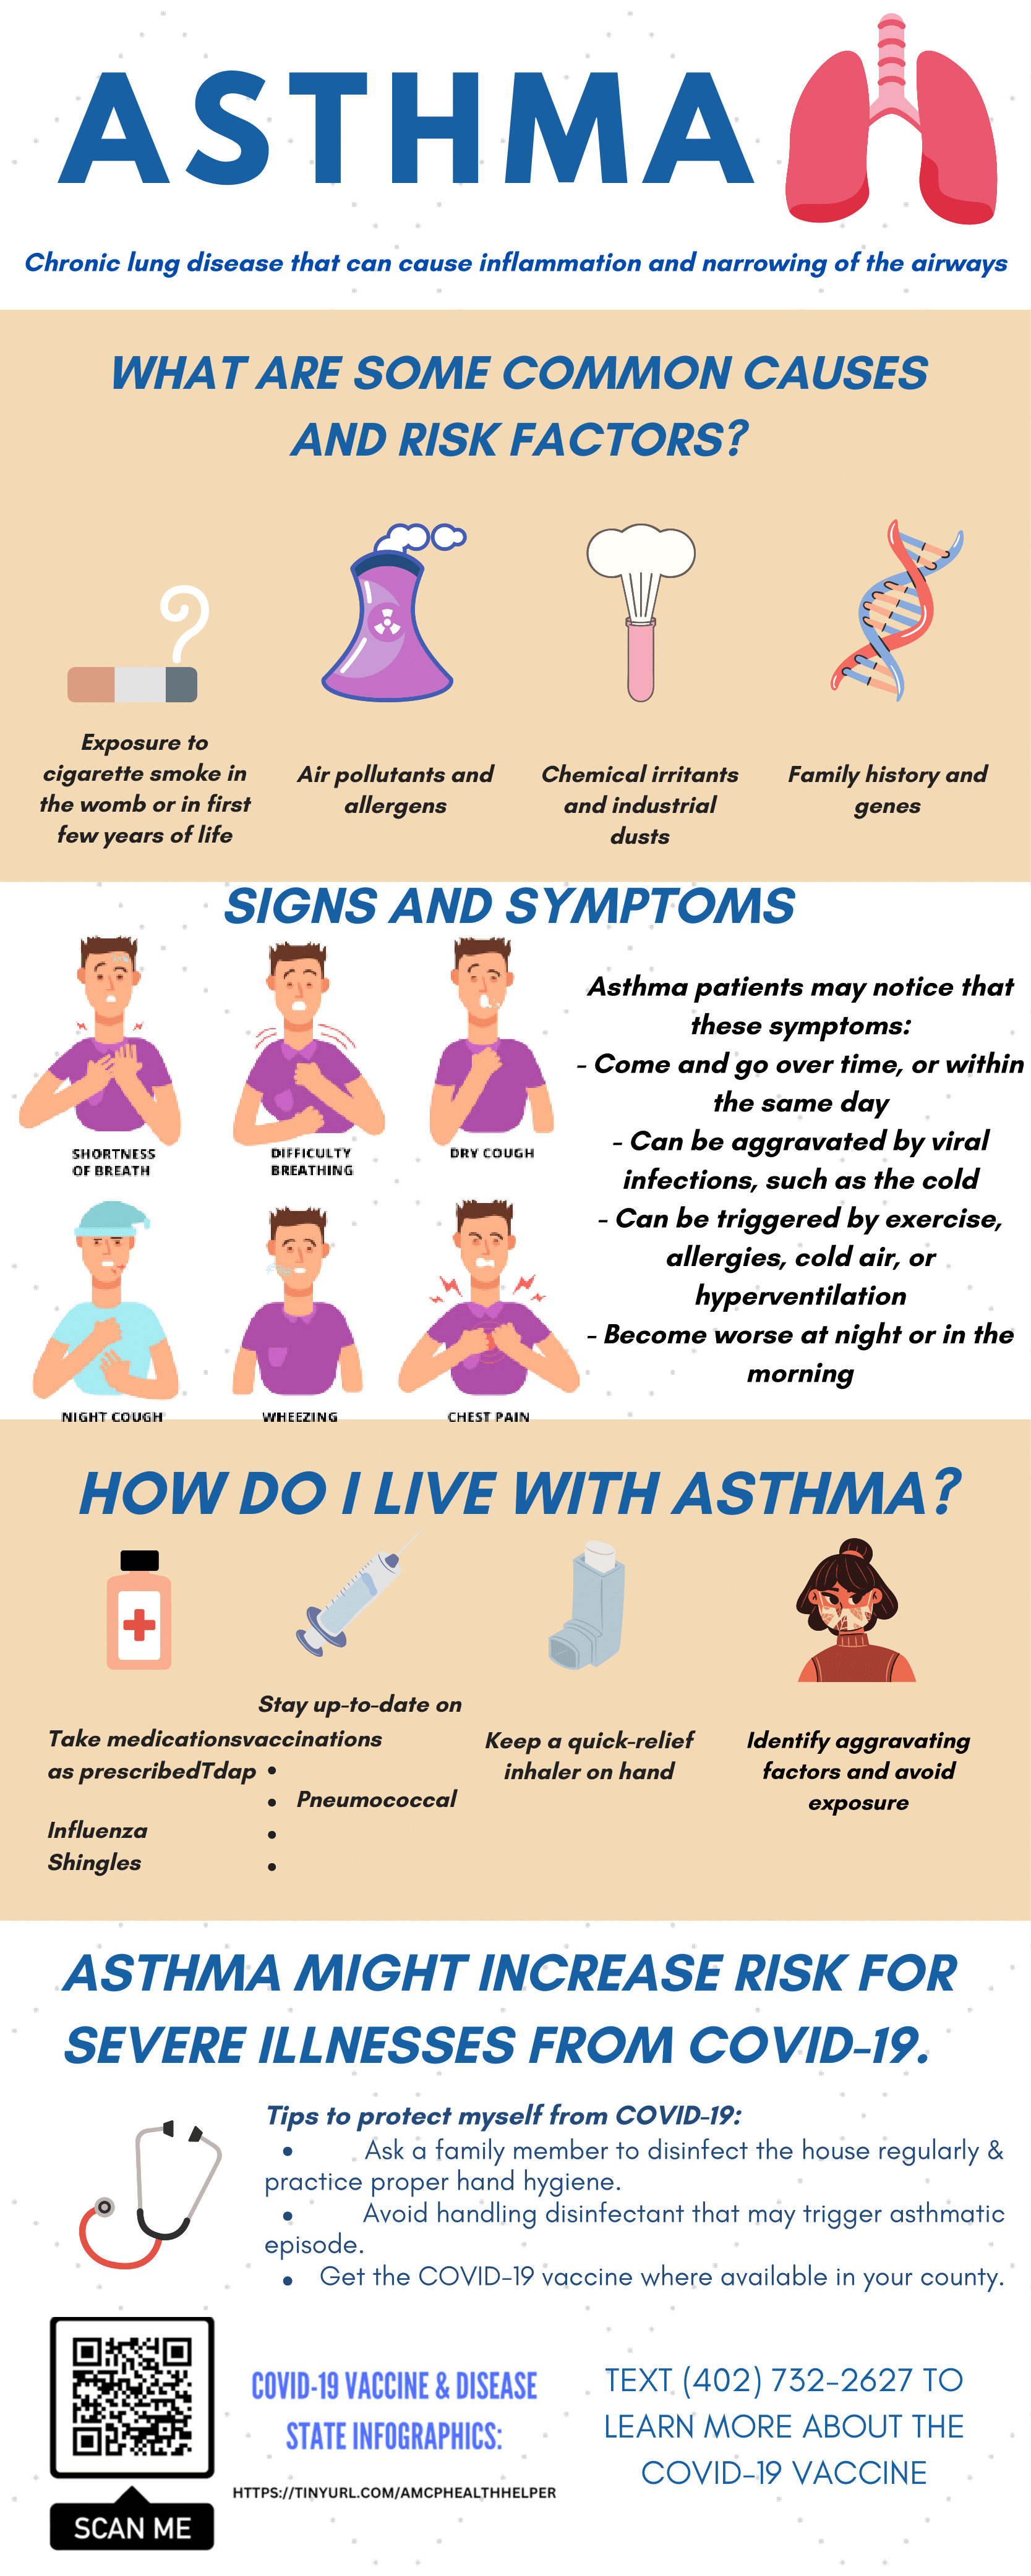 ASTHMA
Chronic lung disease that can cause inflammation and narrowing of the airways
WHAT ARE SOME COMMON CAUSES
AND RISK FACTORS?
Exposure to
cigarette smoke in
the womb or in first
few years of life
Air pollutants and
allergens
Chemical irritants
and industrial
dusts
Family history and
genes
SIGNS AND SYMPTOMS
SHORTNESS
OF BREATH
DIFFICULTY
BREATHING
DRY COUGH
NIGHT COUGH
WHEEZING
CHEST PAIN
Asthma patients may notice that
these symptoms:
- Come and go over time, or within
the same day
- Can be aggravated by viral
infections, such as the cold
- Can be triggered by exercise,
allergies, cold air, or
hyperventilation
- Become worse at night or in the
morning
HOW DO I LIVE WITH ASTHMA?
Stay up-to-date on
Take medicationsvaccinations
as prescribedTdap •
• Pneumococcal
Influenza •
Shingles •
Keep a quick-relief
inhaler on hand
Identify aggravating
factors and avoid
exposure
ASTHMA MIGHT INCREASE RISK FOR
SEVERE ILLNESSES FROM COVID-19.
Tips to protect myself from COVID-19:
• Ask a family member to disinfect the house regularly &
practice proper hand hygiene.
• Avoid handling disinfectant that may trigger asthmatic
episode.
• Get the COVID-19 vaccine where available in your county.
SCAN ME
COVID-19 VACCINE & DISEASE
STATE INFOGRAPHICS:
HTTPS://TINYURL.COM/AMCPHEALTHHELPER
TEXT (402) 732-2627 TO
LEARN MORE ABOUT THE
COVID-19 VACCINE